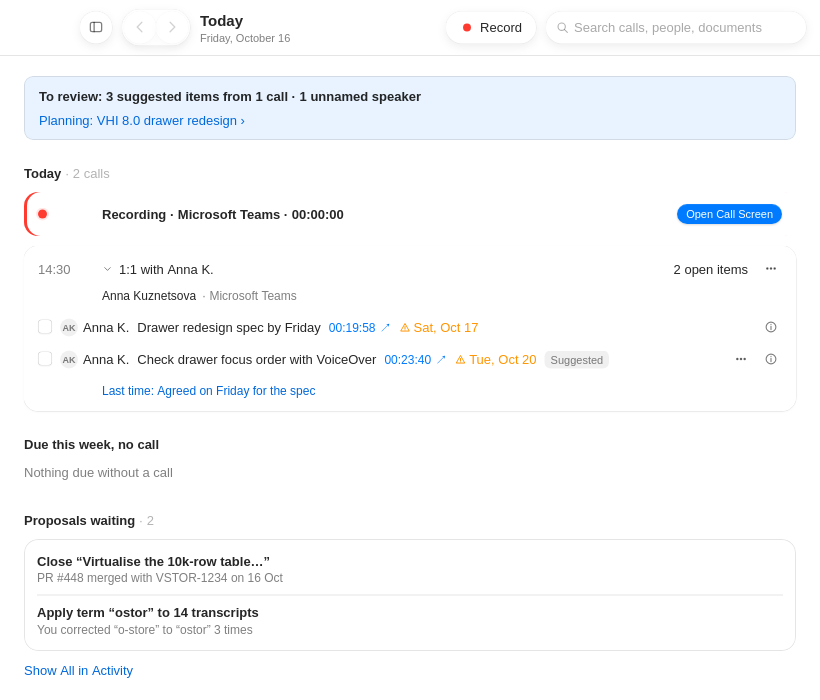 Today
Friday, October 16
Record
Search calls, people, documents
To review: 3 suggested items from 1 call · 1 unnamed speaker
Planning: VHI 8.0 drawer redesign ›
Today · 2 calls
Recording · Microsoft Teams · 00:00:00
Open Call Screen
14:30 1:1 with Anna K. 2 open items
Anna Kuznetsova · Microsoft Teams
AK Anna K. Drawer redesign spec by Friday 00:19:58 ↗ Sat, Oct 17
AK Anna K. Check drawer focus order with VoiceOver 00:23:40 ↗ Tue, Oct 20 Suggested
Last time: Agreed on Friday for the spec
Due this week, no call
Nothing due without a call
Proposals waiting · 2
Close “Virtualise the 10k-row table…”
PR #448 merged with VSTOR-1234 on 16 Oct
Apply term “ostor” to 14 transcripts
You corrected “o-store” to “ostor” 3 times
Show All in Activity